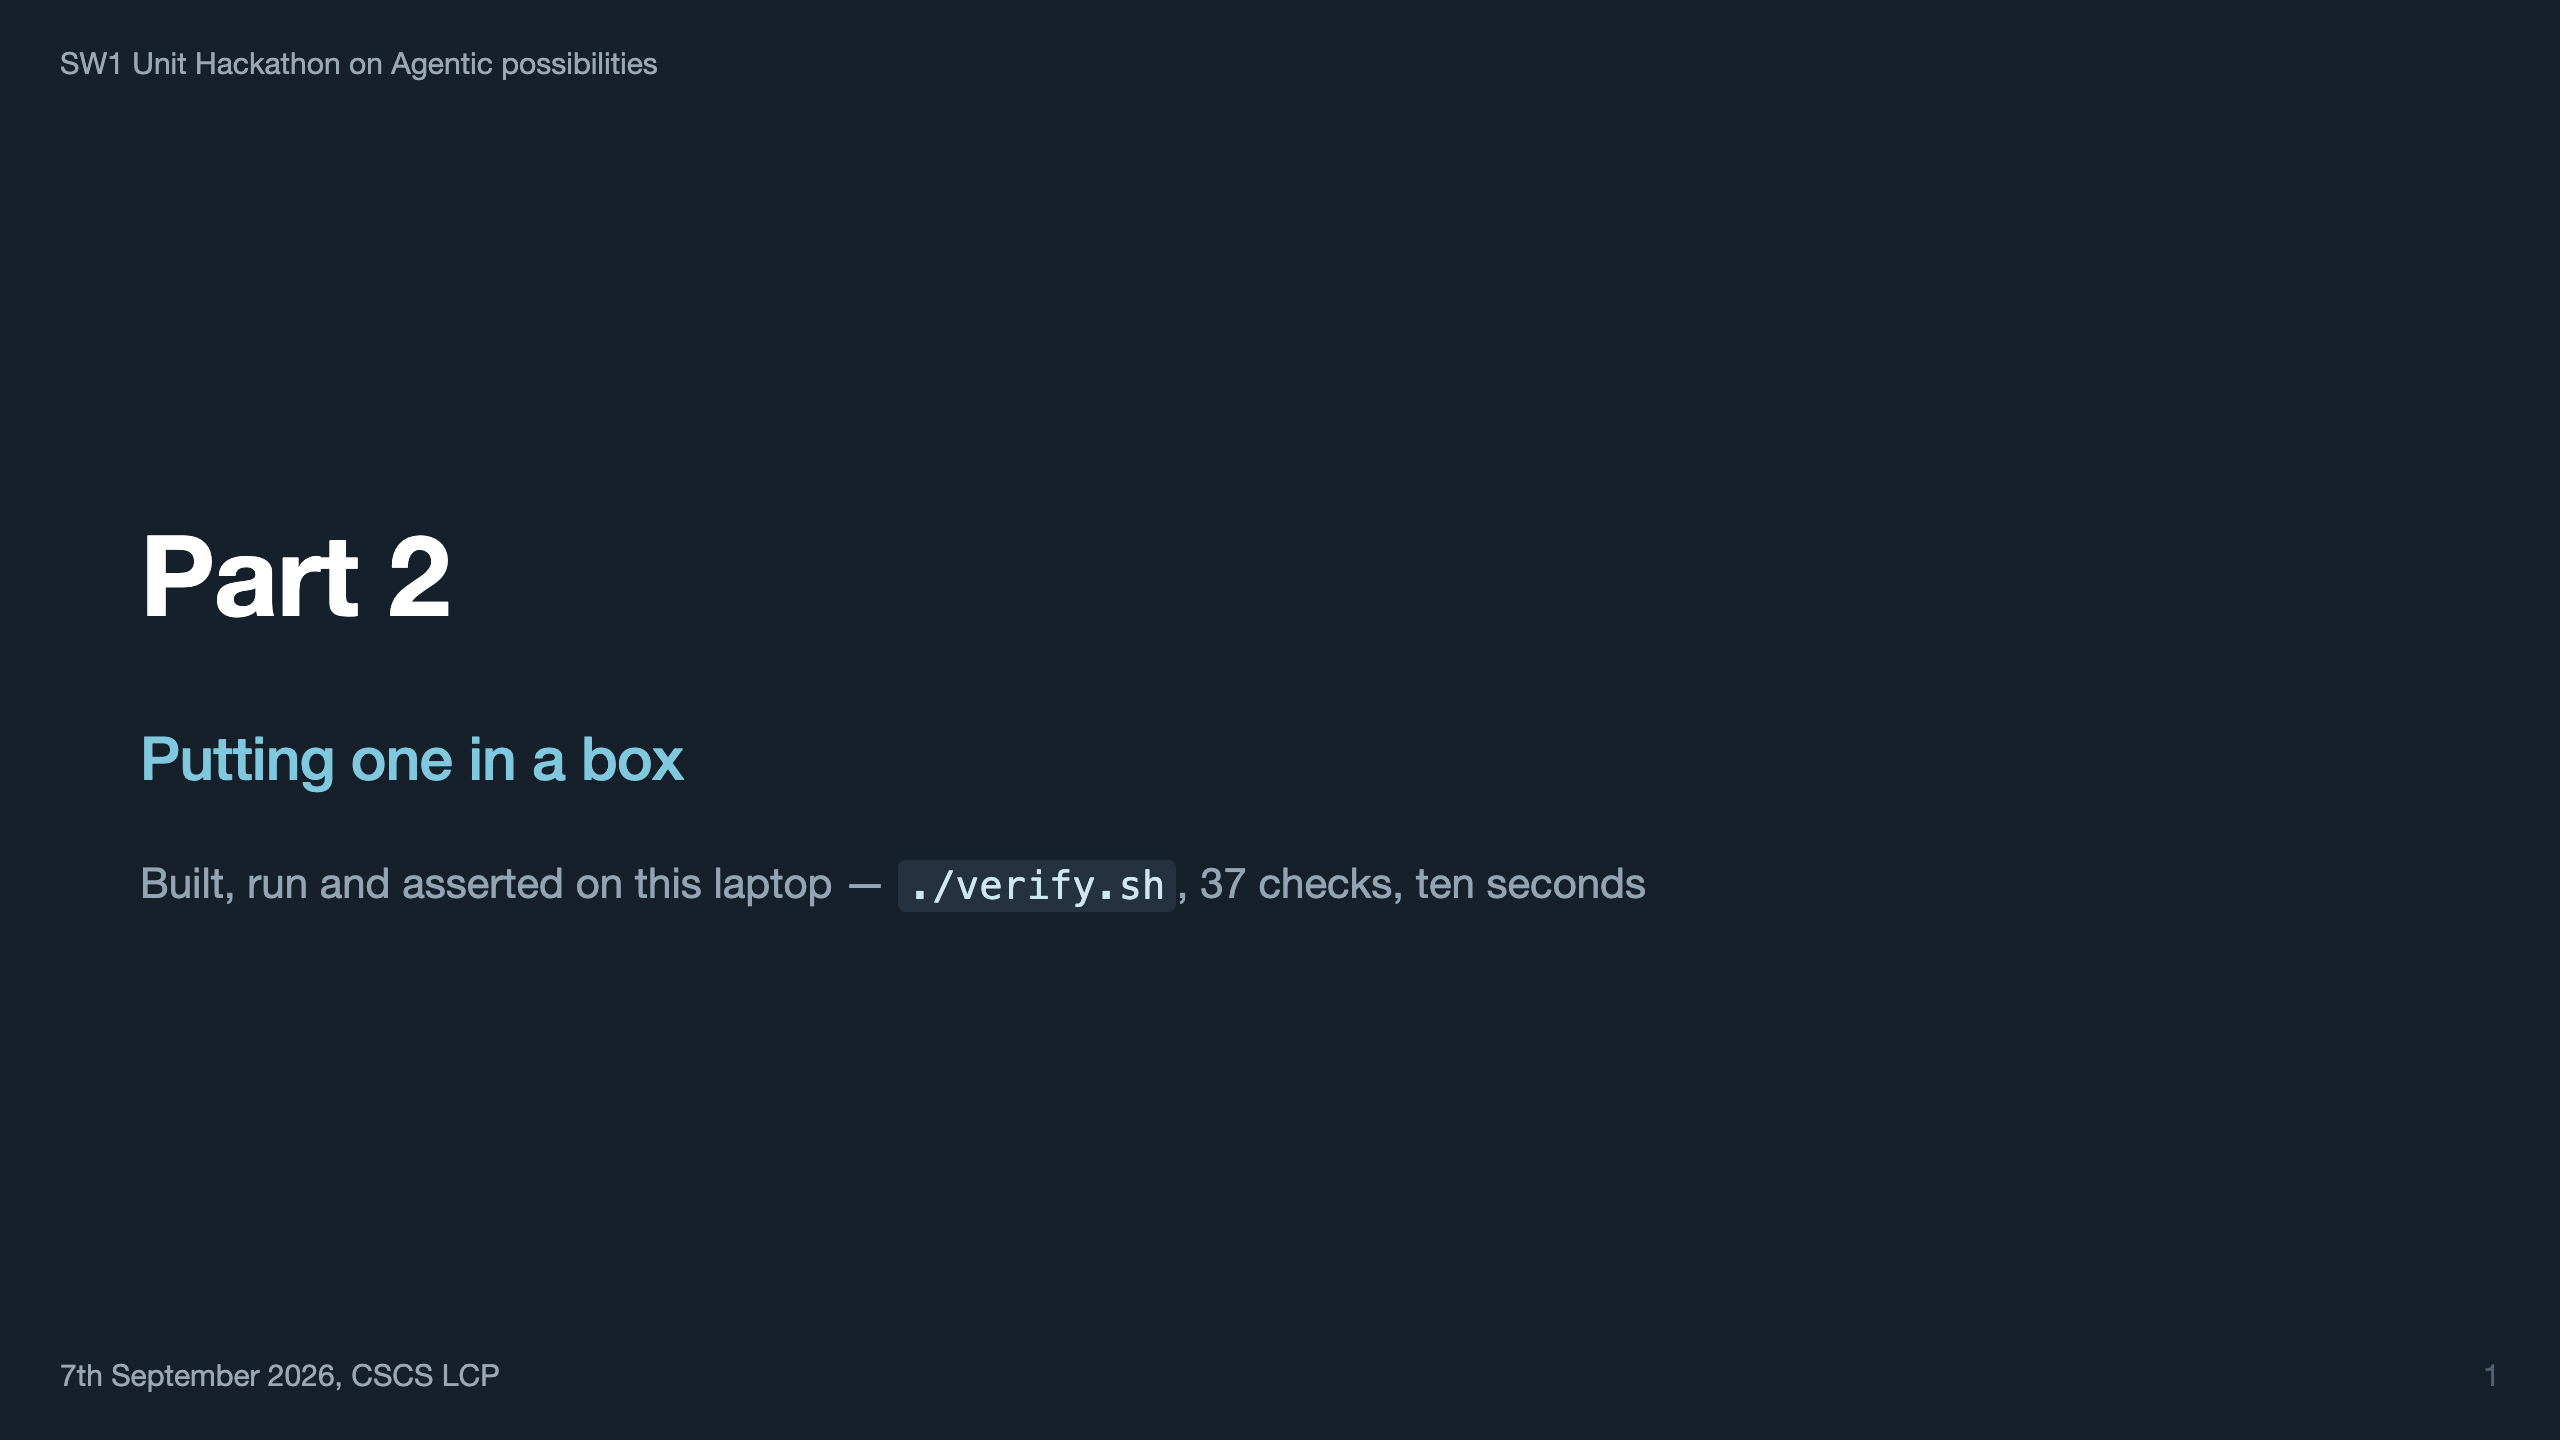 SW1 Unit Hackathon on Agentic possibilities
Part 2
Putting one in a box
Built, run and asserted on this laptop — ./verify.sh, 37 checks, ten seconds
7th September 2026, CSCS LCP
1